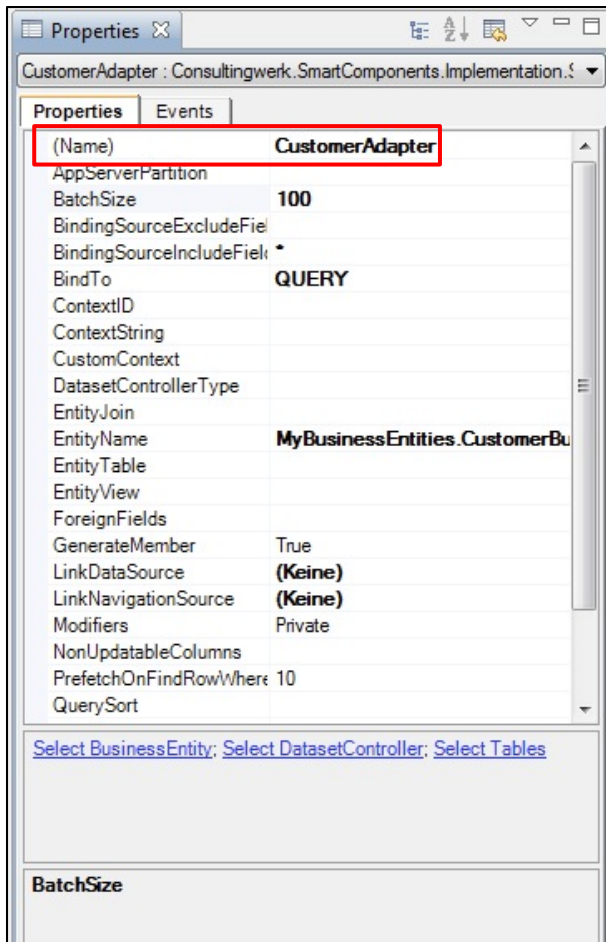 Properties
CustomerAdapter : Consultingwerk.SmartComponents.Implementation.
Properties Events
(Name) CustomerAdapter
AppServerPartition
BatchSize 100
BindingSourceExcludeFiel
BindingSourceIncludeField *
BindTo QUERY
ContextID
ContextString
CustomContext
DatasetControllerType
EntityJoin
EntityName MyBusinessEntities.CustomerBu
EntityTable
EntityView
ForeignFields
GenerateMember True
LinkDataSource (Keine)
LinkNavigationSource (Keine)
Modifiers Private
NonUpdatableColumns
PrefetchOnFindRowWhere 10
QuerySort
Select BusinessEntity; Select DatasetController; Select Tables
BatchSize